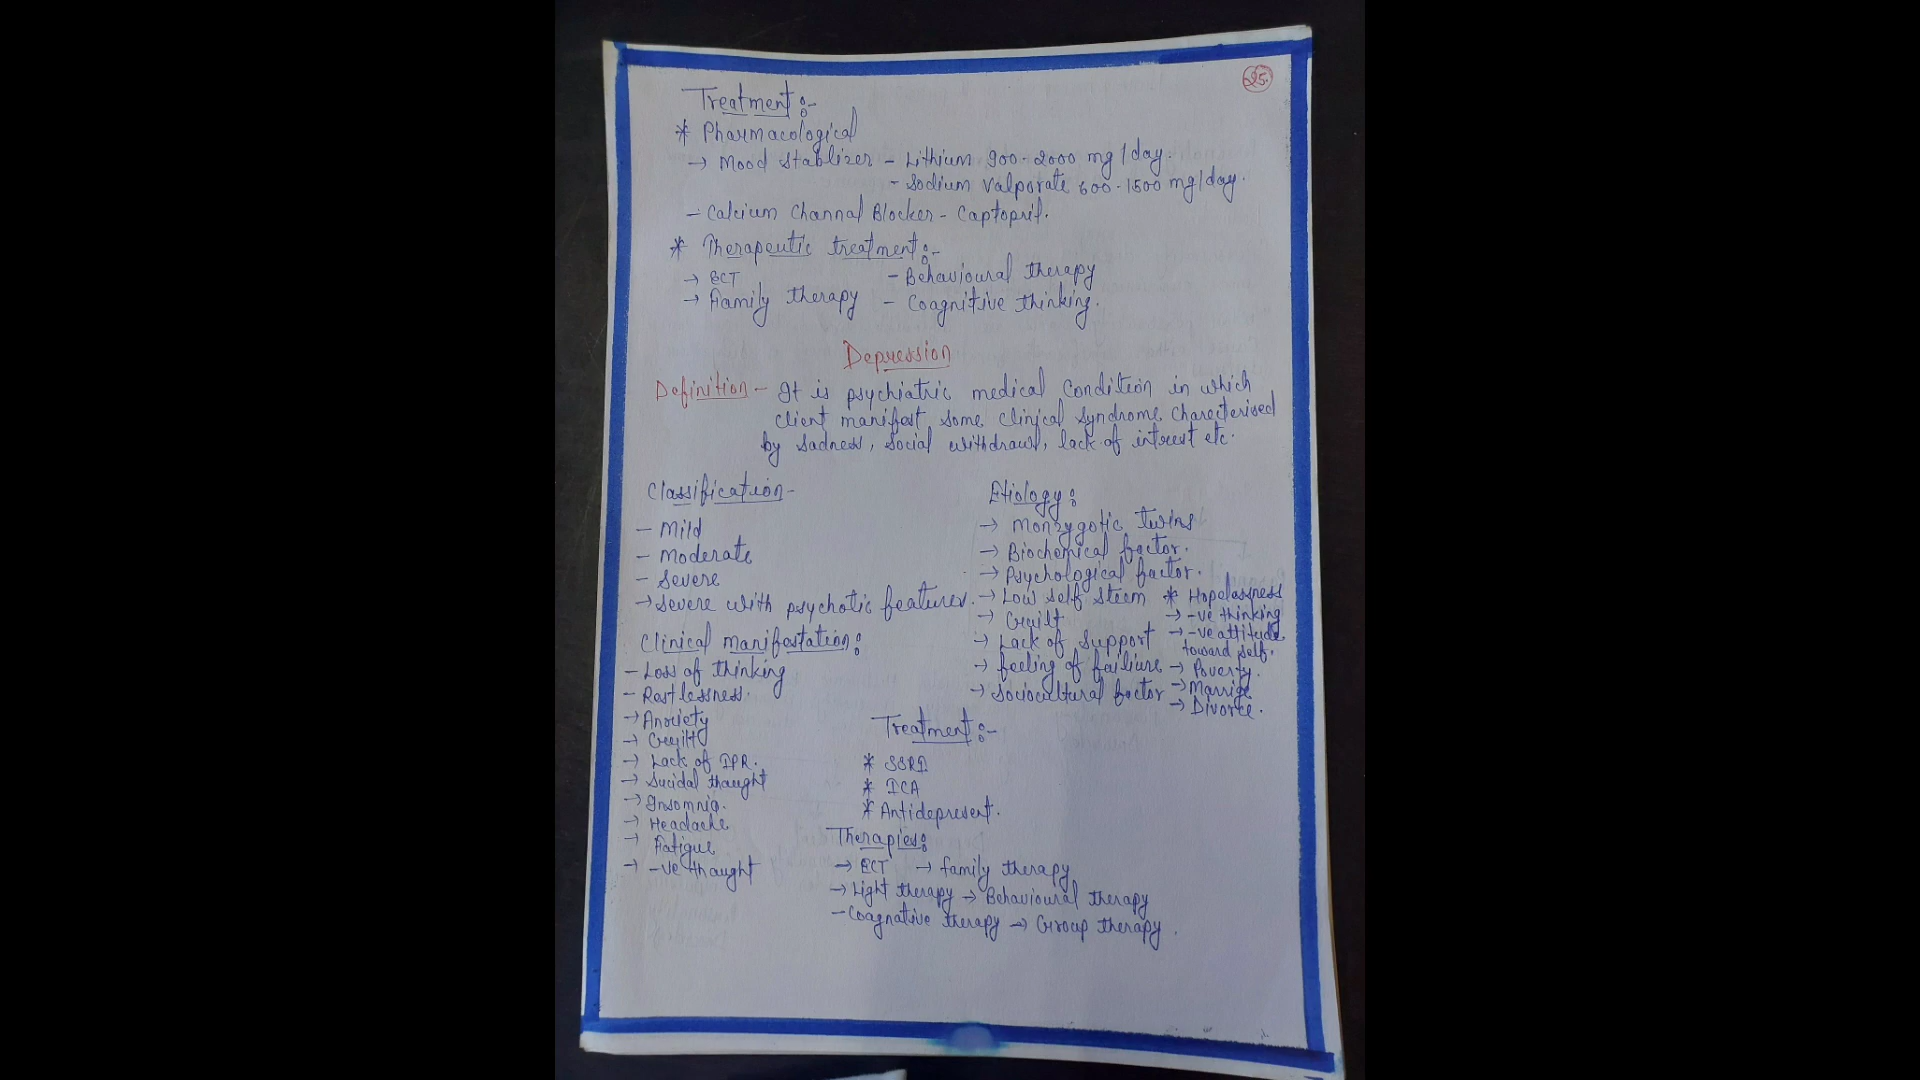 25.
Treatment :-
* Pharmacological
→ Mood stablizer - Lithium 900-2000 mg/day.
- Sodium Valporate 600-1500 mg/day.
- Calcium Channal Blocker - Captopril.
* Therapeutic treatment :-
→ ECT - Behavioural therapy
→ Family therapy - Coagnitive thinking.
Depression
Definition - It is psychiatric medical Condition in which
client manifest some clinical syndrome charecterised
by sadness, social withdrawl, lack of interest etc.
Classification -
- Mild
- Moderate
- Severe
→ Severe with psychotic features.
Etiology :
→ Monzygotic twins
→ Biochemical factor.
→ Psychological factor.
→ Low self steem
→ Guilt
→ Lack of support
→ feeling of failiure
→ Sociocultural factor
* Hopelessness
→ -ve thinking
→ -ve attitude
toward self.
→ Poverty.
→ Marrige
→ Divorce.
Clinical manifestation :
- Loss of thinking
- Restlessness.
→ Anxiety
→ Guilt
→ Lack of IPR.
→ Sucidal thaught
→ Insomnia.
→ Headache
→ Fatigue
→ -ve thaught
Treatment :-
* SSRI
* ICA
* Antidepresent.
Therapies :
→ ECT → family therapy
→ Light therapy → Behavioural therapy
- Coagnative therapy → Group therapy.